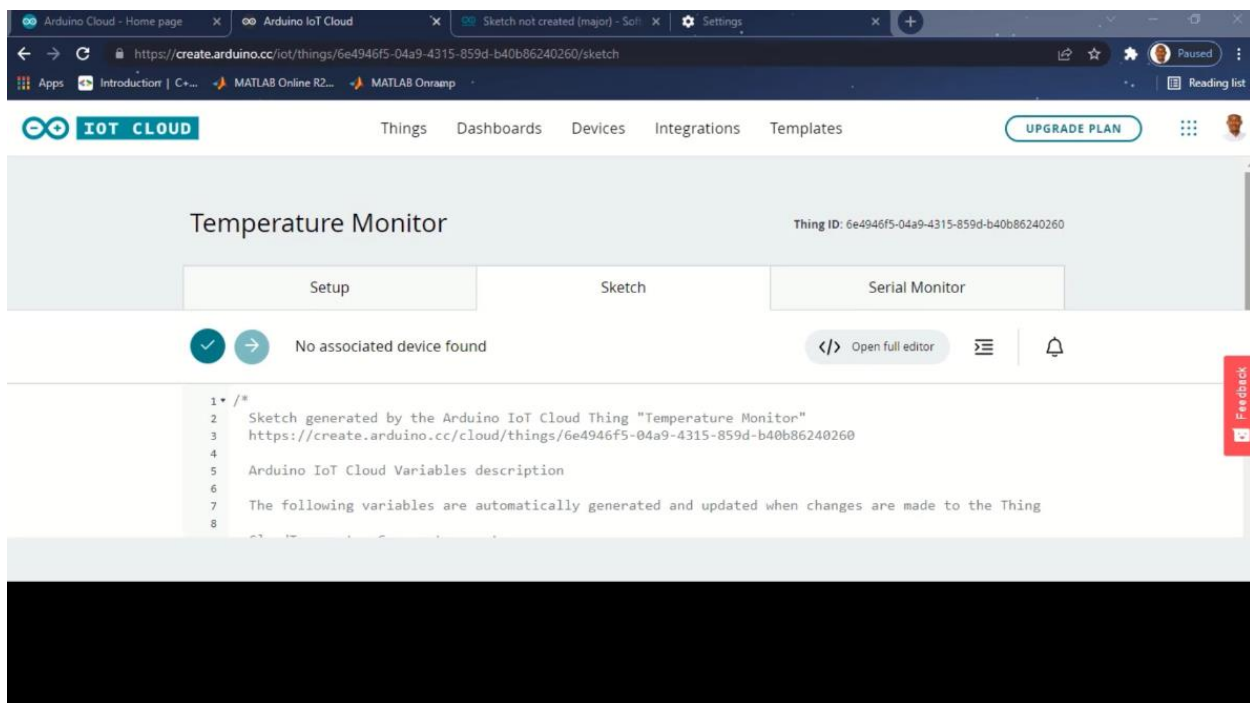 Arduino Cloud - Home page
Arduino IoT Cloud
Sketch not created (major) - Soft
Settings
https://create.arduino.cc/iot/things/6e4946f5-04a9-4315-859d-b40b86240260/sketch
Paused
Apps
Introduction | C+...
MATLAB Online R2...
MATLAB Onramp
Reading list
IOT CLOUD
Things
Dashboards
Devices
Integrations
Templates
UPGRADE PLAN
Temperature Monitor
Thing ID: 6e4946f5-04a9-4315-859d-b40b86240260
Setup
Sketch
Serial Monitor
No associated device found
</> Open full editor
Feedback
1 /*
2 Sketch generated by the Arduino IoT Cloud Thing "Temperature Monitor"
3 https://create.arduino.cc/cloud/things/6e4946f5-04a9-4315-859d-b40b86240260
4
5 Arduino IoT Cloud Variables description
6
7 The following variables are automatically generated and updated when changes are made to the Thing
8